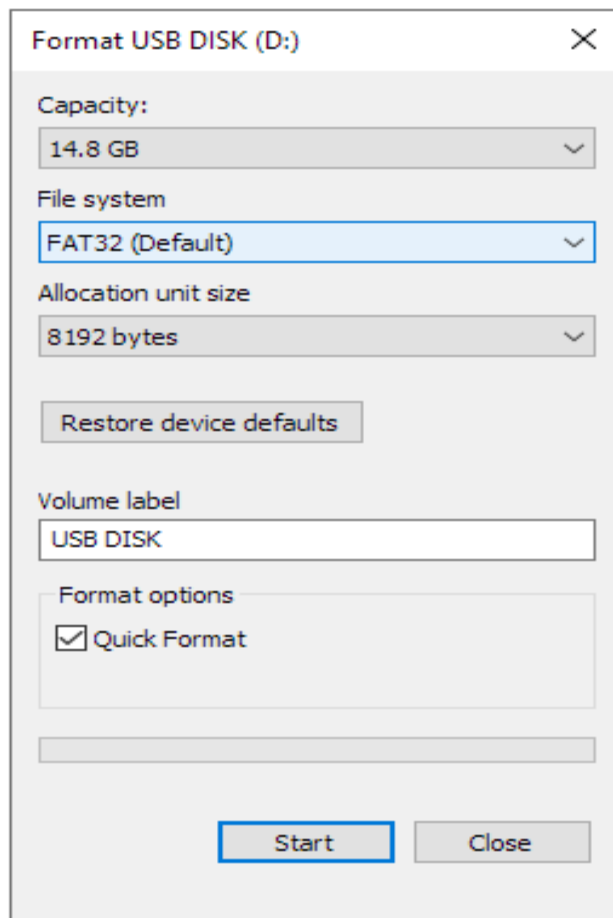 Format USB DISK (D:)
Capacity:
14.8 GB
File system
FAT32 (Default)
Allocation unit size
8192 bytes
Restore device defaults
Volume label
USB DISK
Format options
Quick Format
Start Close